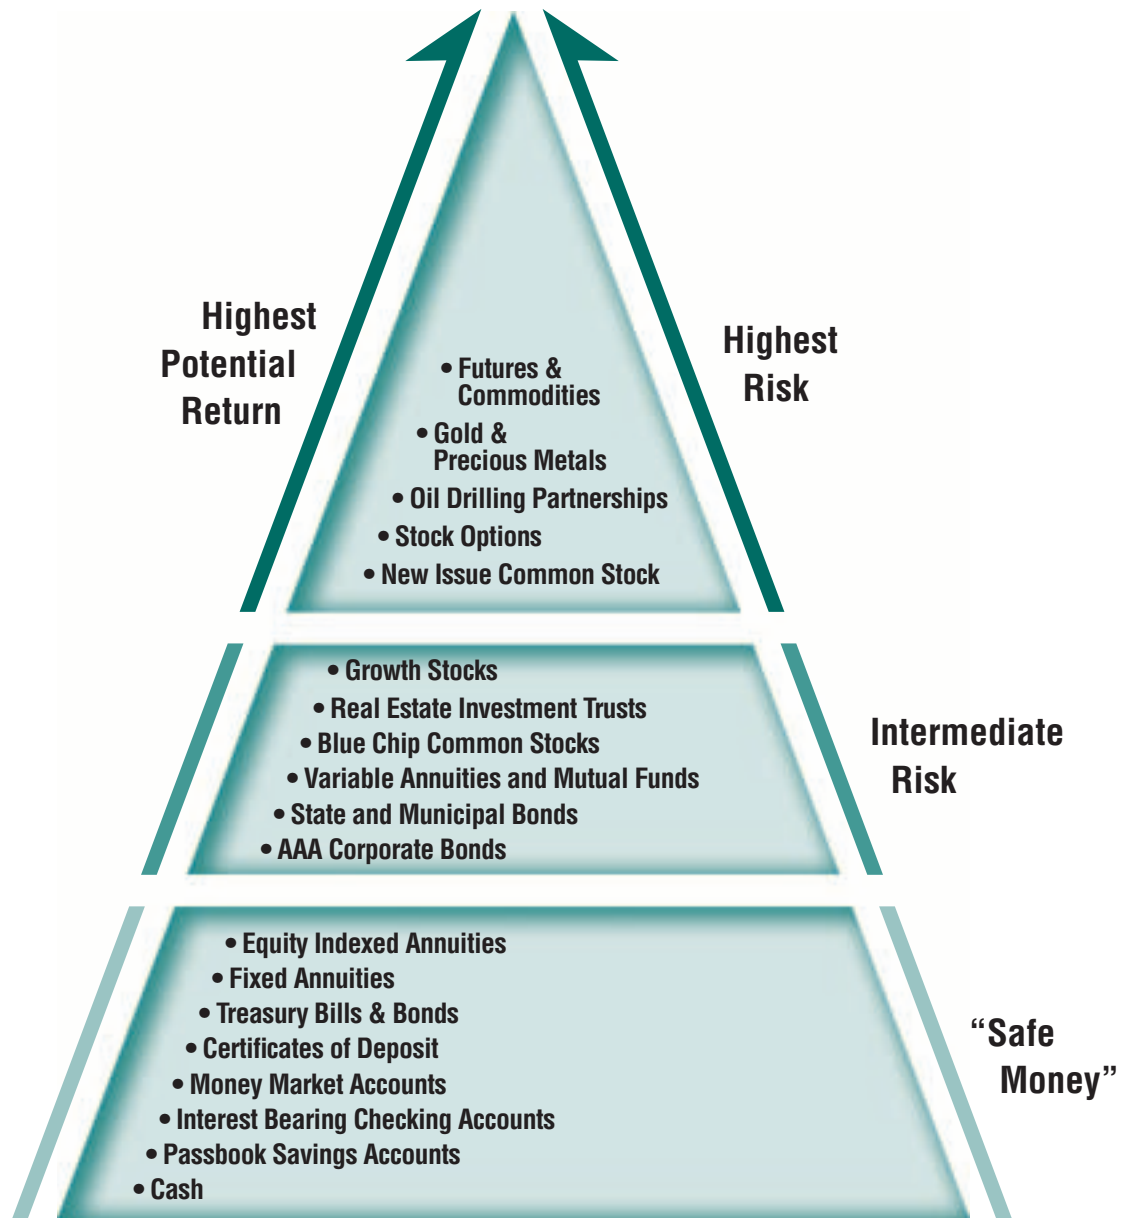 Highest
Potential
Return
Highest
Risk
• Futures &
Commodities
• Gold &
Precious Metals
• Oil Drilling Partnerships
• Stock Options
• New Issue Common Stock
• Growth Stocks
• Real Estate Investment Trusts
• Blue Chip Common Stocks
• Variable Annuities and Mutual Funds
• State and Municipal Bonds
• AAA Corporate Bonds
Intermediate
Risk
• Equity Indexed Annuities
• Fixed Annuities
• Treasury Bills & Bonds
• Certificates of Deposit
• Money Market Accounts
• Interest Bearing Checking Accounts
• Passbook Savings Accounts
• Cash
“Safe
Money”